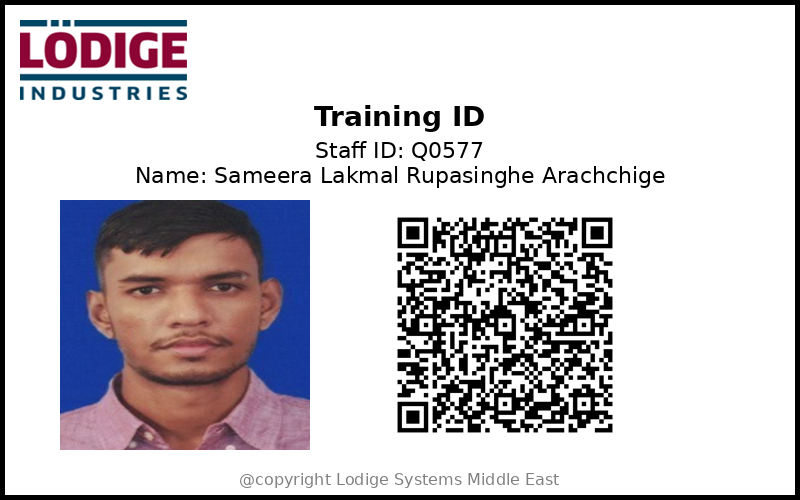 LÖDIGE
INDUSTRIES
Training ID
Staff ID: Q0577
Name: Sameera Lakmal Rupasinghe Arachchige
@copyright Lodige Systems Middle East